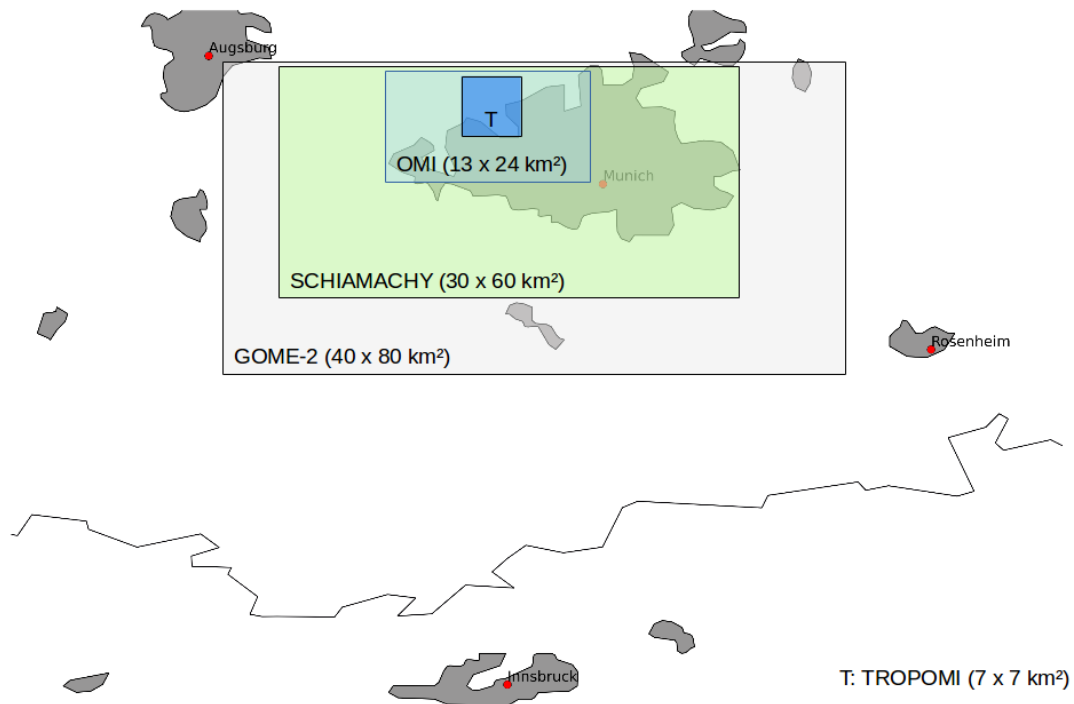 Augsburg
T
OMI (13 x 24 km²)
Munich
SCHIAMACHY (30 x 60 km²)
GOME-2 (40 x 80 km²)
Rosenheim
Innsbruck
T: TROPOMI (7 x 7 km²)